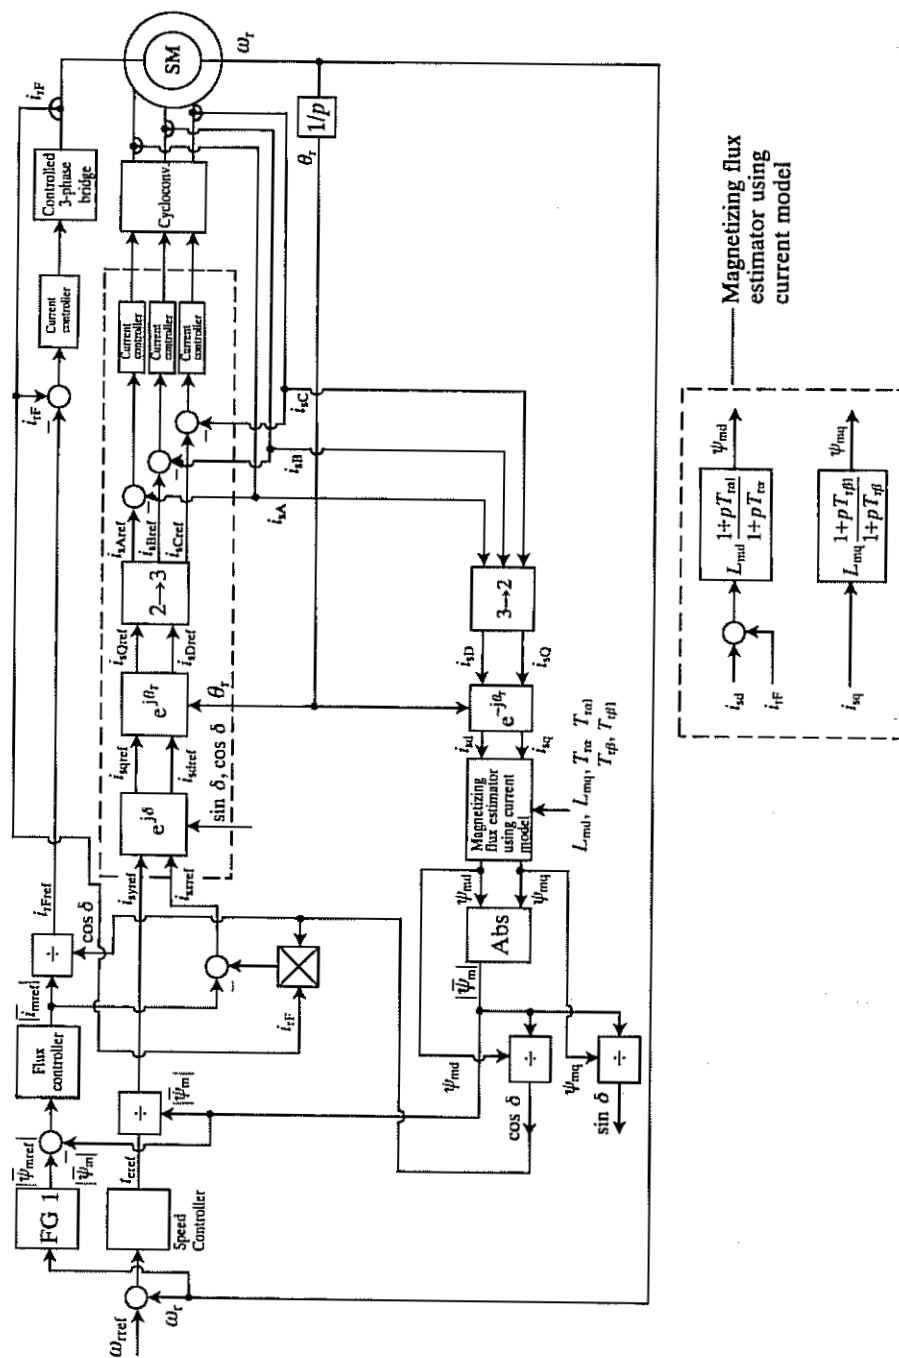 ω_rref
ω_r
FG 1
Speed
Controller
|ψ̄_mref|
|ψ̄_m|
t_eref
Flux
controller
÷
|ψ̄_m|
|ī_mref|
÷
cos δ
i_rFref
i_rF
i_syref
i_sxref
e^jδ
sin δ, cos δ
i_sqref
i_sdref
e^jθ_r
θ_r
i_sQref
i_sDref
2→3
i_sAref
i_sBref
i_sCref
−
−
−
i_sA
i_sB
i_sC
Current
controller
Current
controller
Current
controller
Cycloconv.
i_rF
−
Current
controller
Controlled
3-phase
bridge
i_rF
SM
ω_r
1/p
θ_r
3→2
i_sD
i_sQ
e^−jθ_r
i_sd
i_sq
Magnetizing
flux estimator
using current
model
L_md, L_mq, T_rα, T_rα1
T_rβ, T_rβ1
ψ_md
ψ_mq
Abs
|ψ̄_m|
ψ_md
÷
cos δ
ψ_mq
÷
sin δ
Magnetizing flux
estimator using
current model
i_sd
i_rF
L_md (1+pT_rα1)/(1+pT_rα)
ψ_md
i_sq
L_mq (1+pT_rβ1)/(1+pT_rβ)
ψ_mq